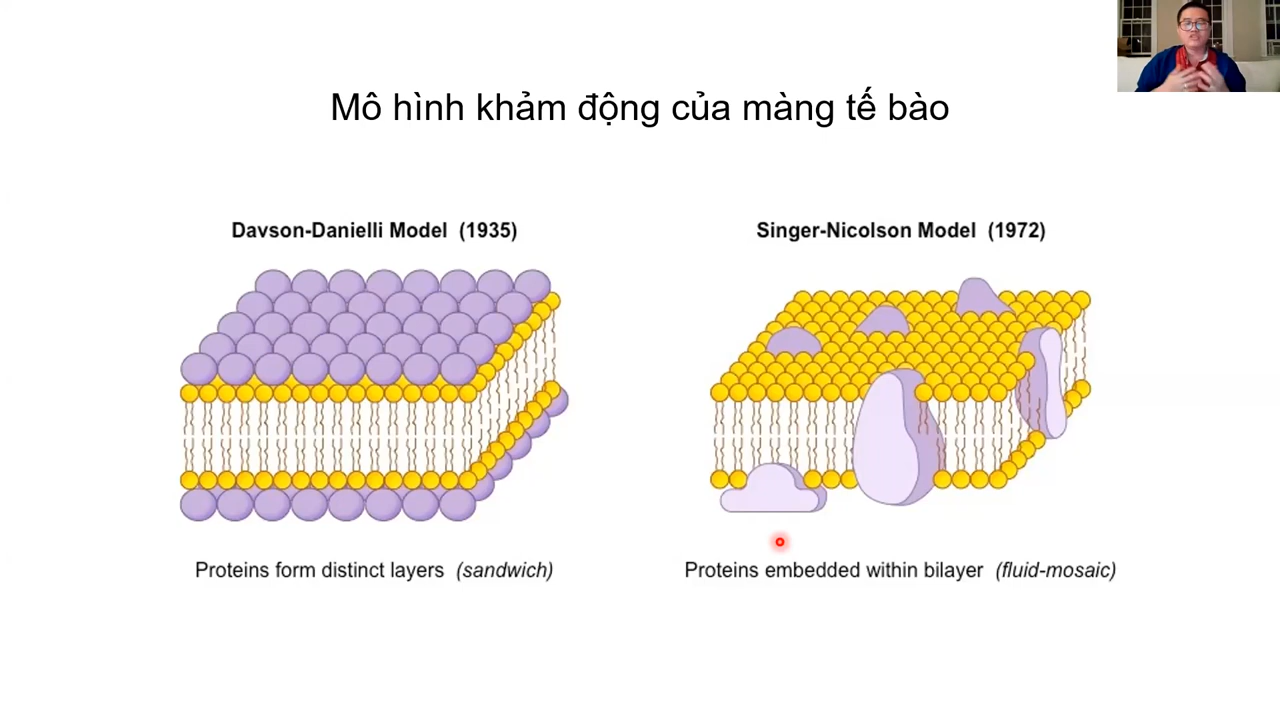 Mô hình khảm động của màng tế bào
Davson-Danielli Model (1935)
Singer-Nicolson Model (1972)
Proteins form distinct layers (sandwich)
Proteins embedded within bilayer (fluid-mosaic)